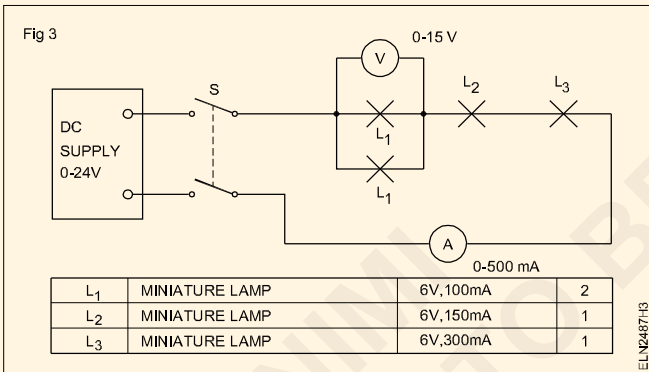 Fig 3
0-15 V
V
S
L2
L3
L1
L1
DC
SUPPLY
0-24V
A
0-500 mA
L1 MINIATURE LAMP 6V,100mA 2
L2 MINIATURE LAMP 6V,150mA 1
L3 MINIATURE LAMP 6V,300mA 1
ELN2487H3